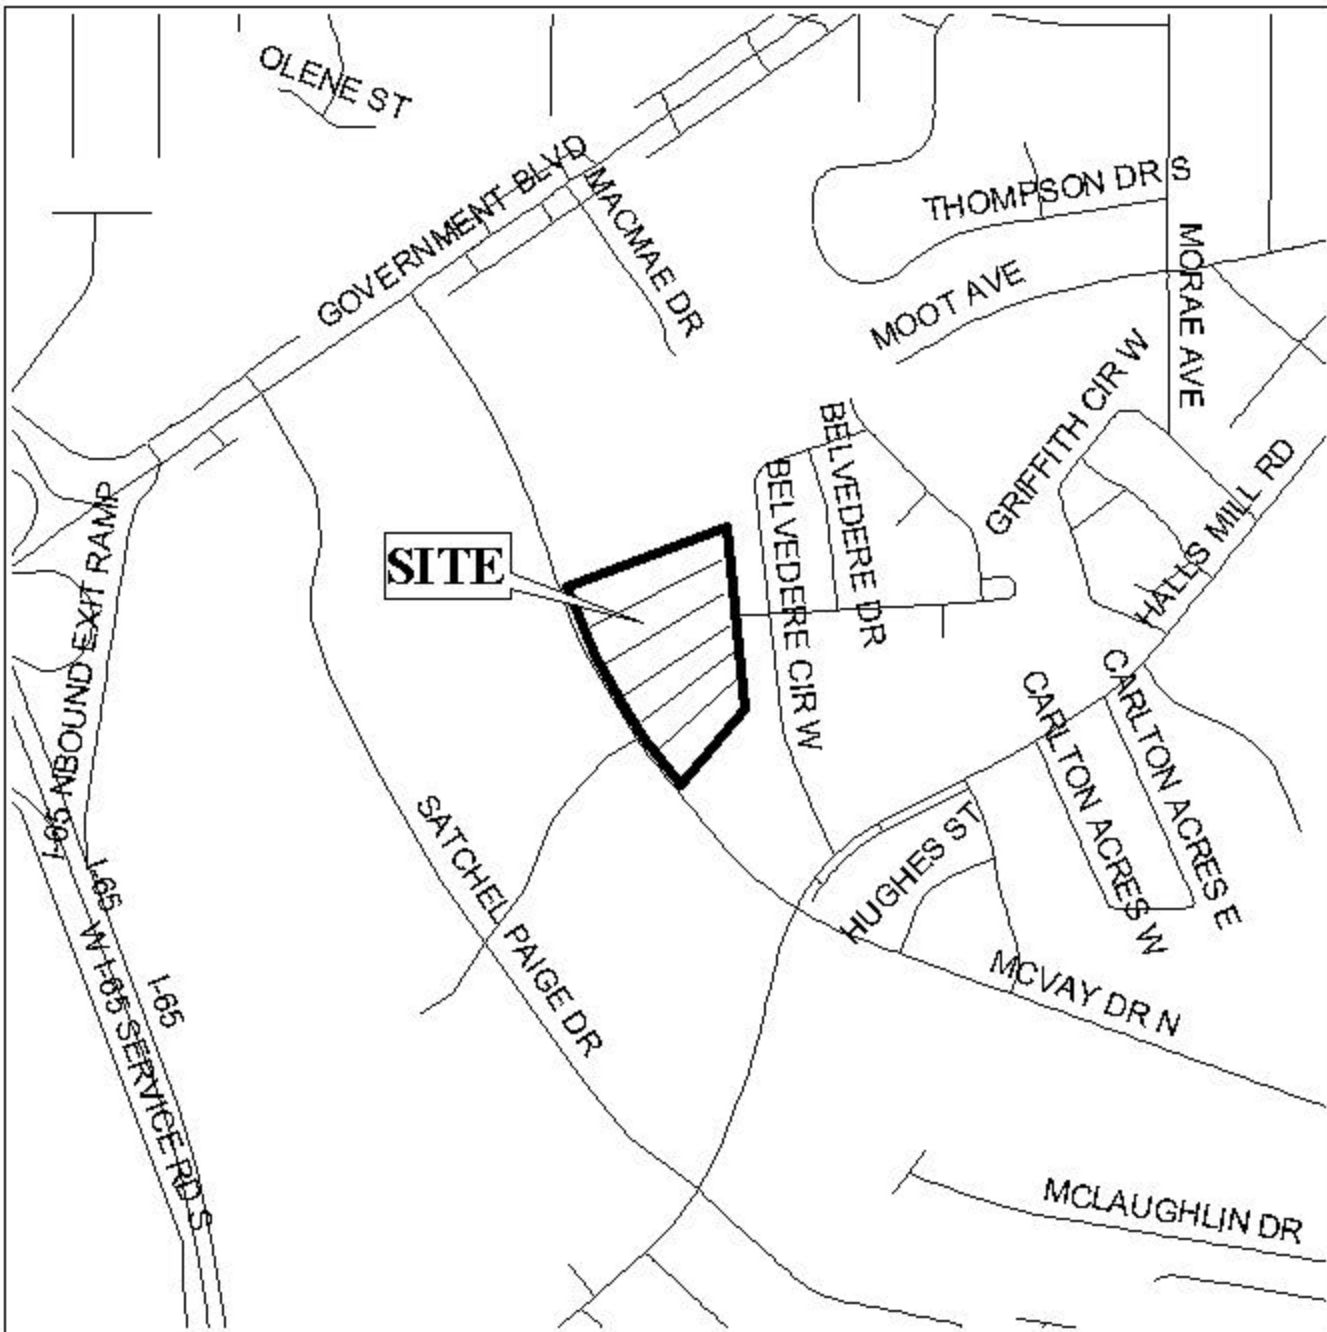 OLENE ST
GOVERNMENT BLVD
MACMAE DR
THOMPSON DR S
MOOT AVE
MORAE AVE
GRIFFITH CIR W
BELVEDERE DR
BELVEDERE CIR W
HALLS MILL RD
SITE
I-65 NBOUND EXIT RAMP
CARLTON ACRES W
CARLTON ACRES E
SATCHEL PAIGE DR
HUGHES ST
I-65
I-65
W I-65 SERVICE RD S
MCVAY DR N
MCLAUGHLIN DR